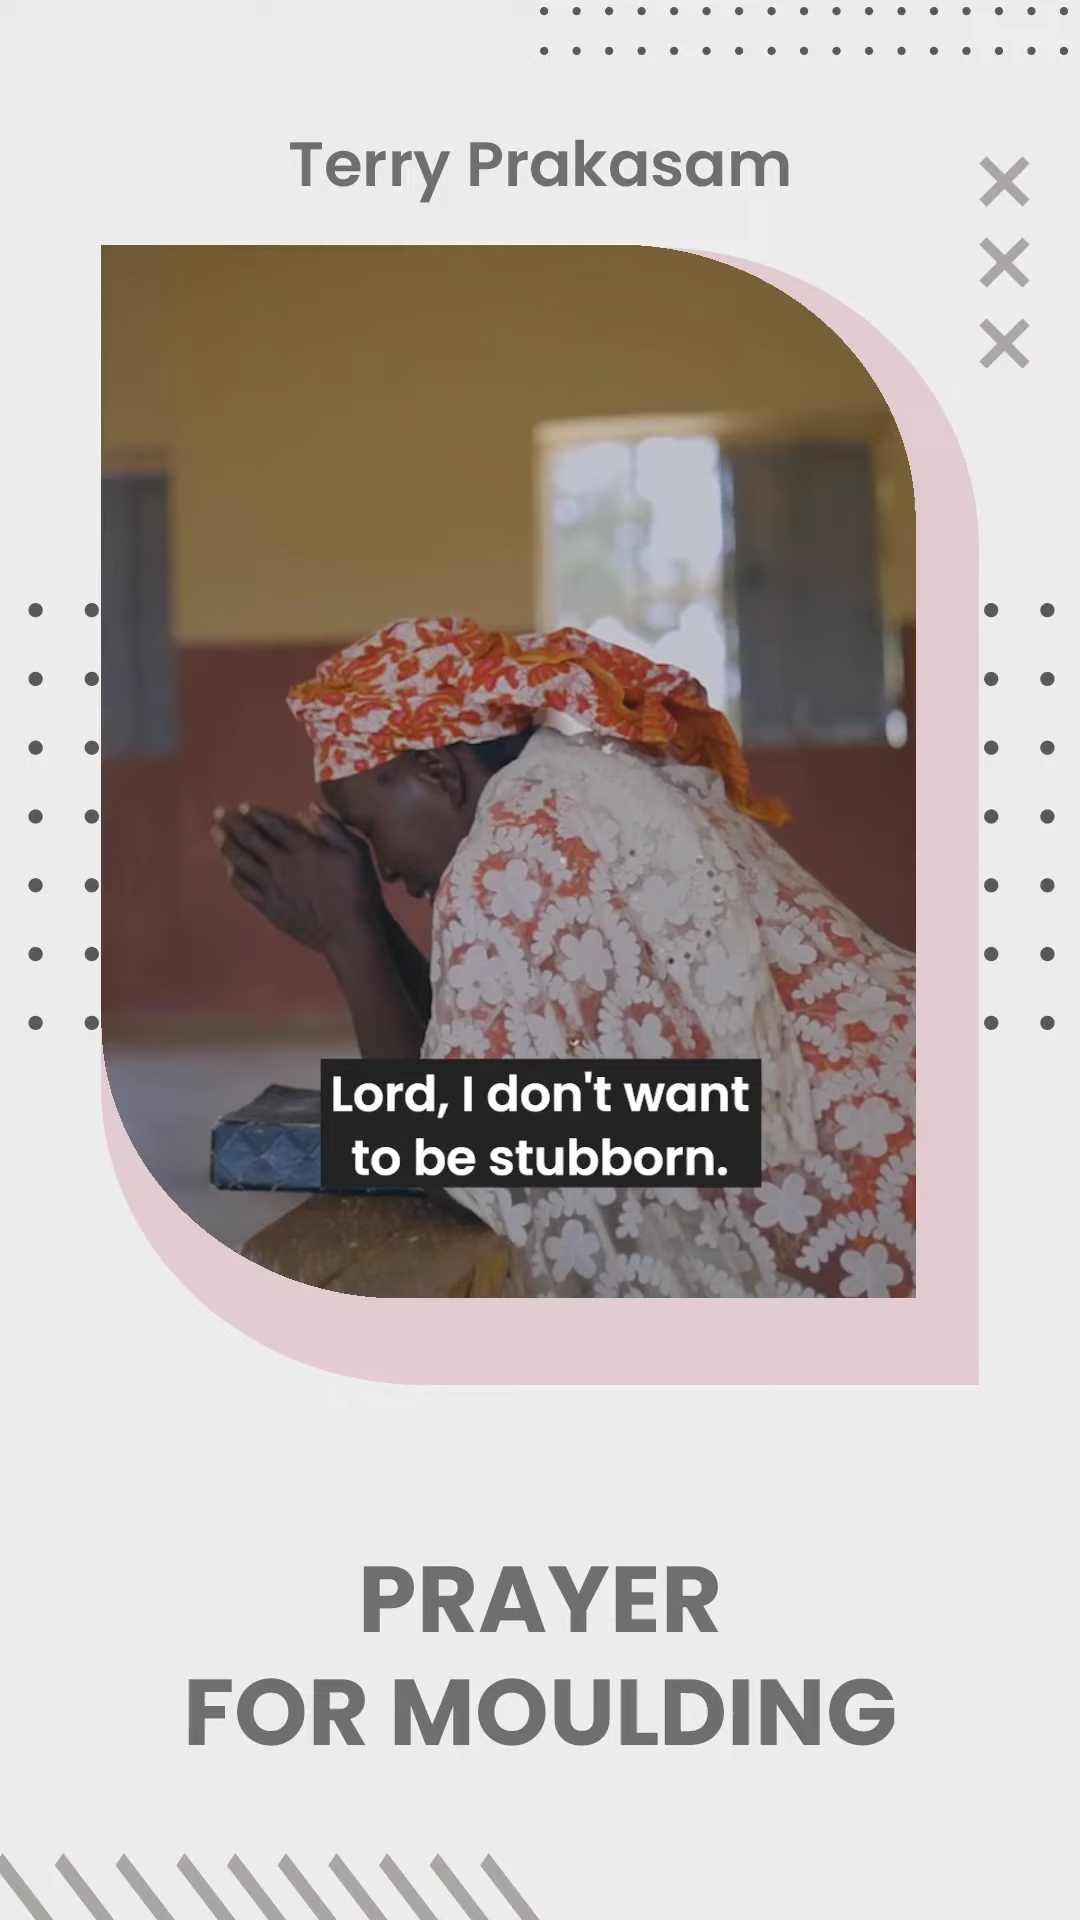 Terry Prakasam
Lord, I don't want
to be stubborn.
PRAYER
FOR MOULDING